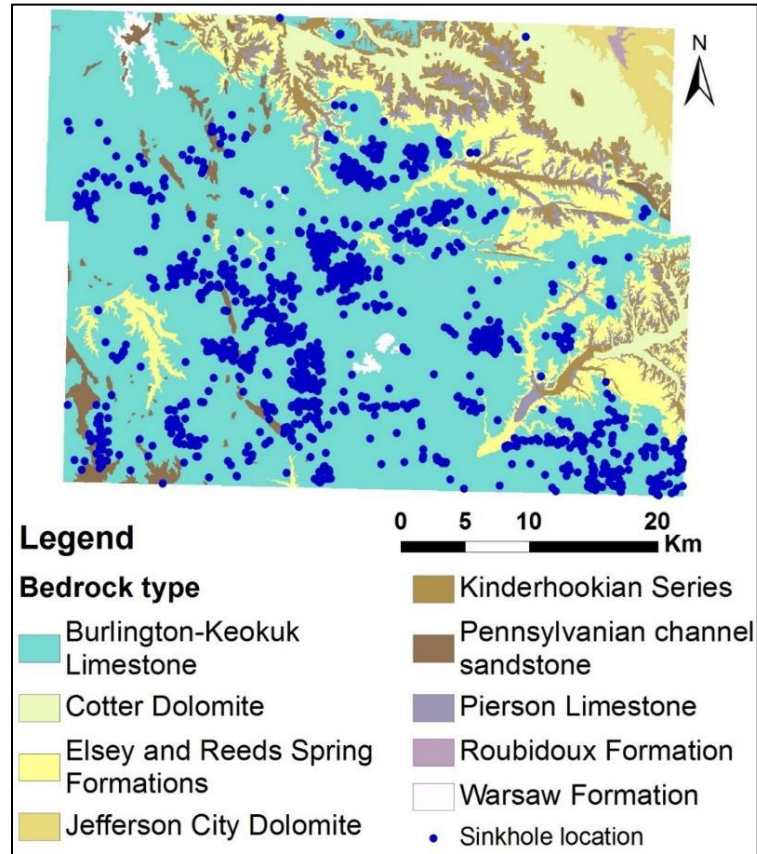 N
0 5 10 20
Km
Legend
Bedrock type
Burlington-Keokuk
Limestone
Cotter Dolomite
Elsey and Reeds Spring
Formations
Jefferson City Dolomite
Kinderhookian Series
Pennsylvanian channel
sandstone
Pierson Limestone
Roubidoux Formation
Warsaw Formation
Sinkhole location